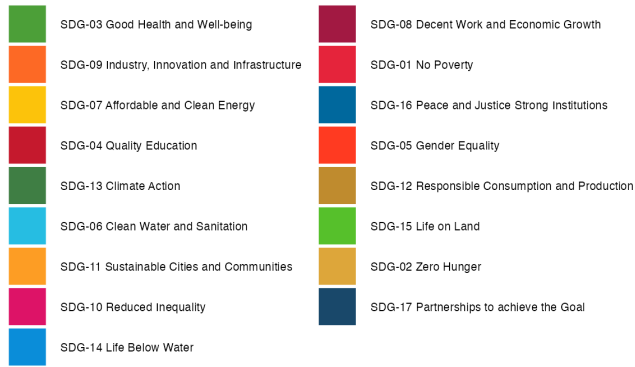 SDG-03 Good Health and Well-being
SDG-09 Industry, Innovation and Infrastructure
SDG-07 Affordable and Clean Energy
SDG-04 Quality Education
SDG-13 Climate Action
SDG-06 Clean Water and Sanitation
SDG-11 Sustainable Cities and Communities
SDG-10 Reduced Inequality
SDG-14 Life Below Water
SDG-08 Decent Work and Economic Growth
SDG-01 No Poverty
SDG-16 Peace and Justice Strong Institutions
SDG-05 Gender Equality
SDG-12 Responsible Consumption and Production
SDG-15 Life on Land
SDG-02 Zero Hunger
SDG-17 Partnerships to achieve the Goal